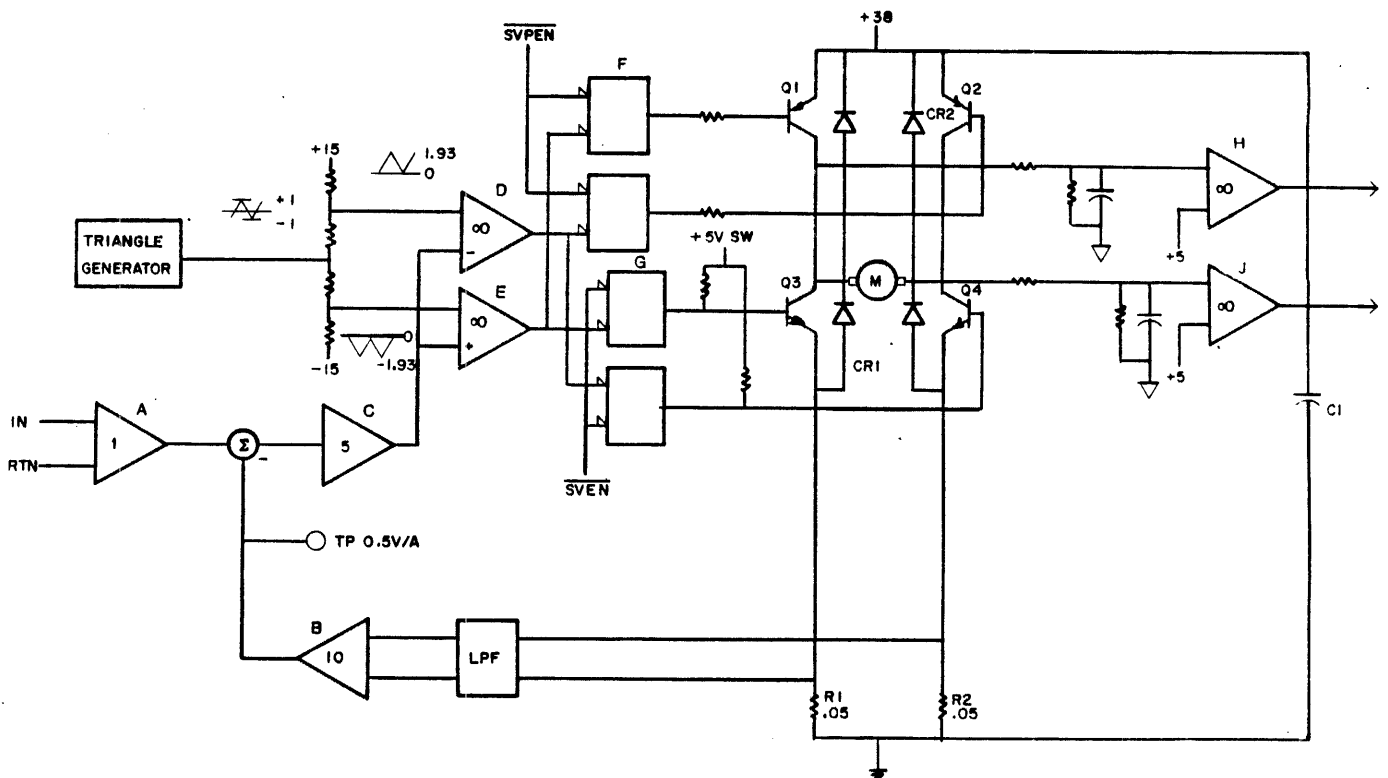 +38
SVPEN
F
Q1
Q2
CR2
+15
1.93
0
D
H
∞
∞
+1
-1
-
+5V SW
+5
TRIANGLE
GENERATOR
G
E
Q3
M
Q4
J
∞
∞
0
+
-1.93
-15
+5
CR1
C1
IN
A
C
1
Σ
5
-
RTN
SVEN
TP 0.5V/A
B
10
LPF
R1
.05
R2
.05